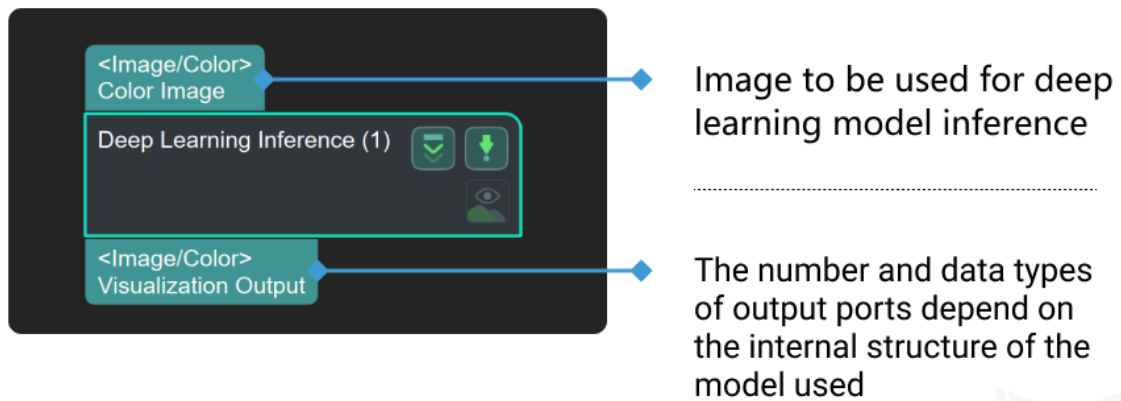 <Image/Color>
Color Image
Deep Learning Inference (1)
<Image/Color>
Visualization Output
Image to be used for deep
learning model inference
The number and data types
of output ports depend on
the internal structure of the
model used